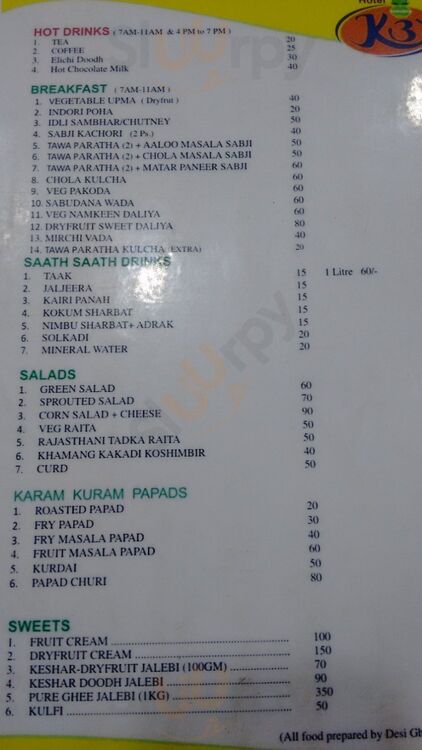 Hotel
K3
HOT DRINKS ( 7AM-11AM & 4 PM to 7 PM )
1. TEA 20
2. COFFEE 25
3. Elichi Doodh 30
4. Hot Chocolate Milk 40
BREAKFAST ( 7AM-11AM )
1. VEGETABLE UPMA ( Dryfrut ) 40
2. INDORI POHA 20
3. IDLI SAMBHAR/CHUTNEY 50
4. SABJI KACHORI (2 Ps.) 40
5. TAWA PARATHA (2) + AALOO MASALA SABJI 50
6. TAWA PARATHA (2) + CHOLA MASALA SABJI 50
7. TAWA PARATHA (2) + MATAR PANEER SABJI 60
8. CHOLA KULCHA 60
9. VEG PAKODA 60
10. SABUDANA WADA 60
11. VEG NAMKEEN DALIYA 60
12. DRYFRUIT SWEET DALIYA 80
13. MIRCHI VADA 40
14. TAWA PARATHA KULCHA (EXTRA) 20
SAATH SAATH DRINKS
1. TAAK 15 1 Litre 60/-
2. JALJEERA 15
3. KAIRI PANAH 15
4. KOKUM SHARBAT 15
5. NIMBU SHARBAT+ ADRAK 15
6. SOLKADI 20
7. MINERAL WATER 20
SALADS
1. GREEN SALAD 60
2. SPROUTED SALAD 70
3. CORN SALAD + CHEESE 90
4. VEG RAITA 50
5. RAJASTHANI TADKA RAITA 50
6. KHAMANG KAKADI KOSHIMBIR 40
7. CURD 50
KARAM KURAM PAPADS
1. ROASTED PAPAD 20
2. FRY PAPAD 30
3. FRY MASALA PAPAD 40
4. FRUIT MASALA PAPAD 60
5. KURDAI 50
6. PAPAD CHURI 80
SWEETS
1. FRUIT CREAM 100
2. DRYFRUIT CREAM 150
3. KESHAR-DRYFRUIT JALEBI (100GM) 70
4. KESHAR DOODH JALEBI 90
5. PURE GHEE JALEBI (1KG) 350
6. KULFI 50
(All food prepared by Desi Gh
sluurpy
sluurpy
sluurpy